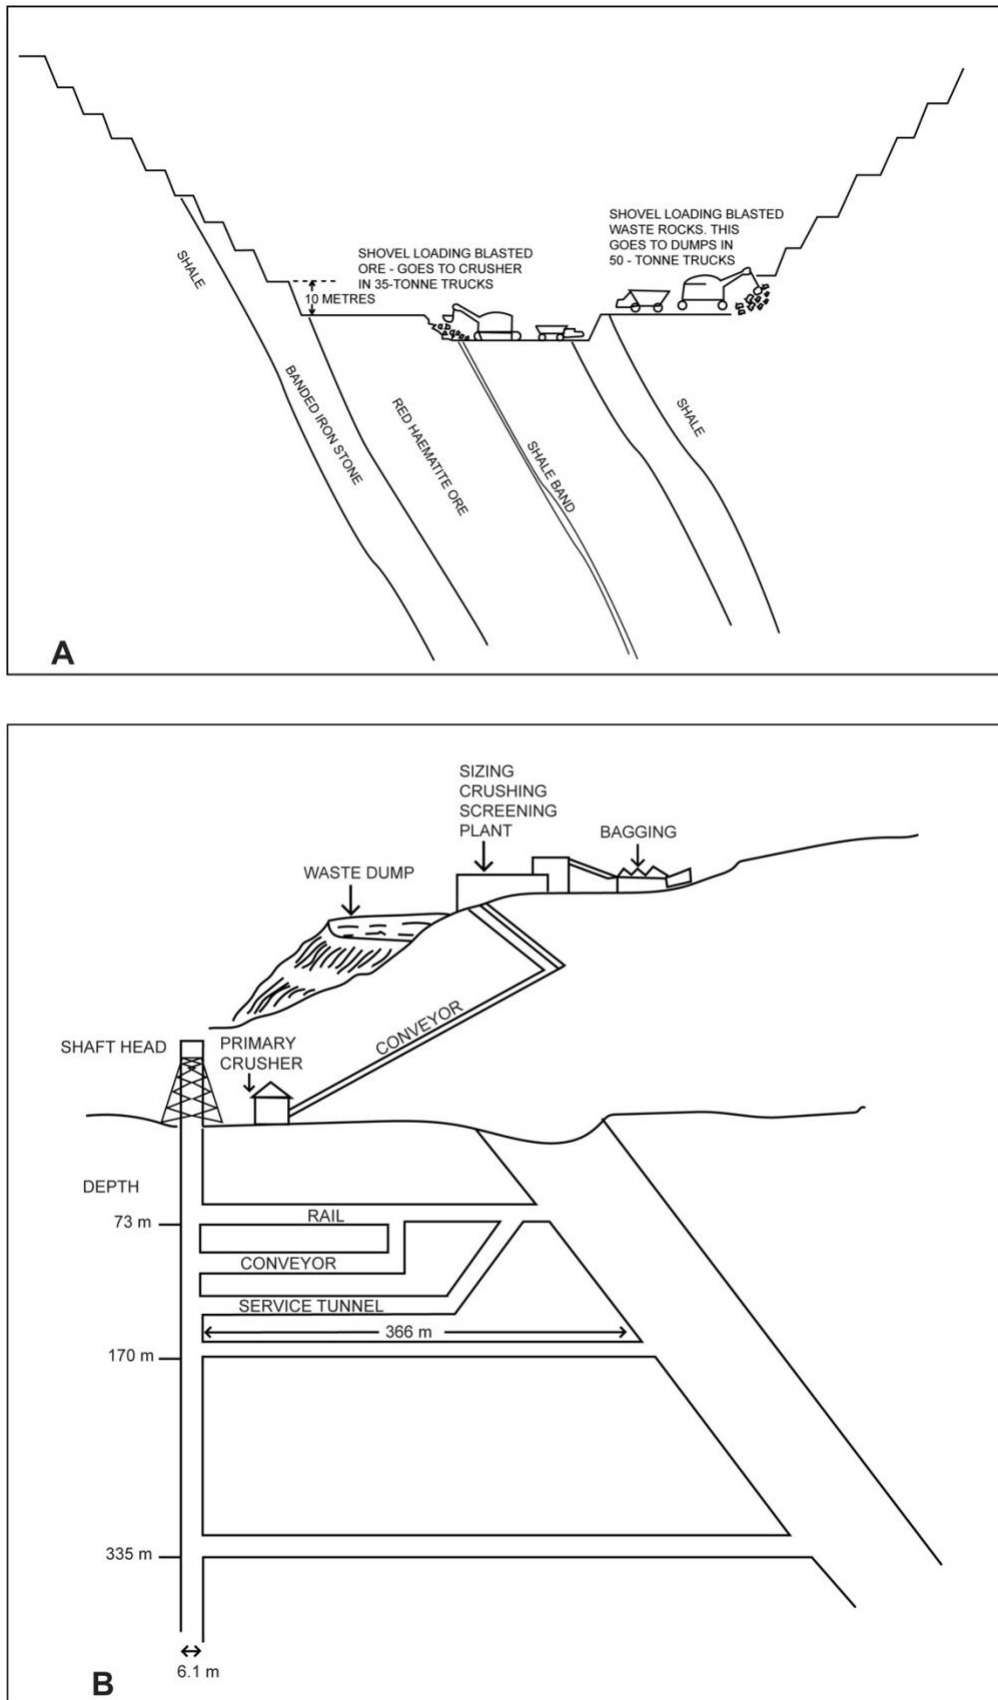 SHOVEL LOADING BLASTED
WASTE ROCKS. THIS
GOES TO DUMPS IN
50 - TONNE TRUCKS
SHOVEL LOADING BLASTED
ORE - GOES TO CRUSHER
IN 35-TONNE TRUCKS
SHALE
10 METRES
BANDED IRON STONE
RED HAEMATITE ORE
SHALE BAND
SHALE
A
SIZING
CRUSHING
SCREENING
PLANT
BAGGING
WASTE DUMP
CONVEYOR
SHAFT HEAD
PRIMARY
CRUSHER
DEPTH
73 m
RAIL
CONVEYOR
SERVICE TUNNEL
366 m
170 m
335 m
6.1 m
B